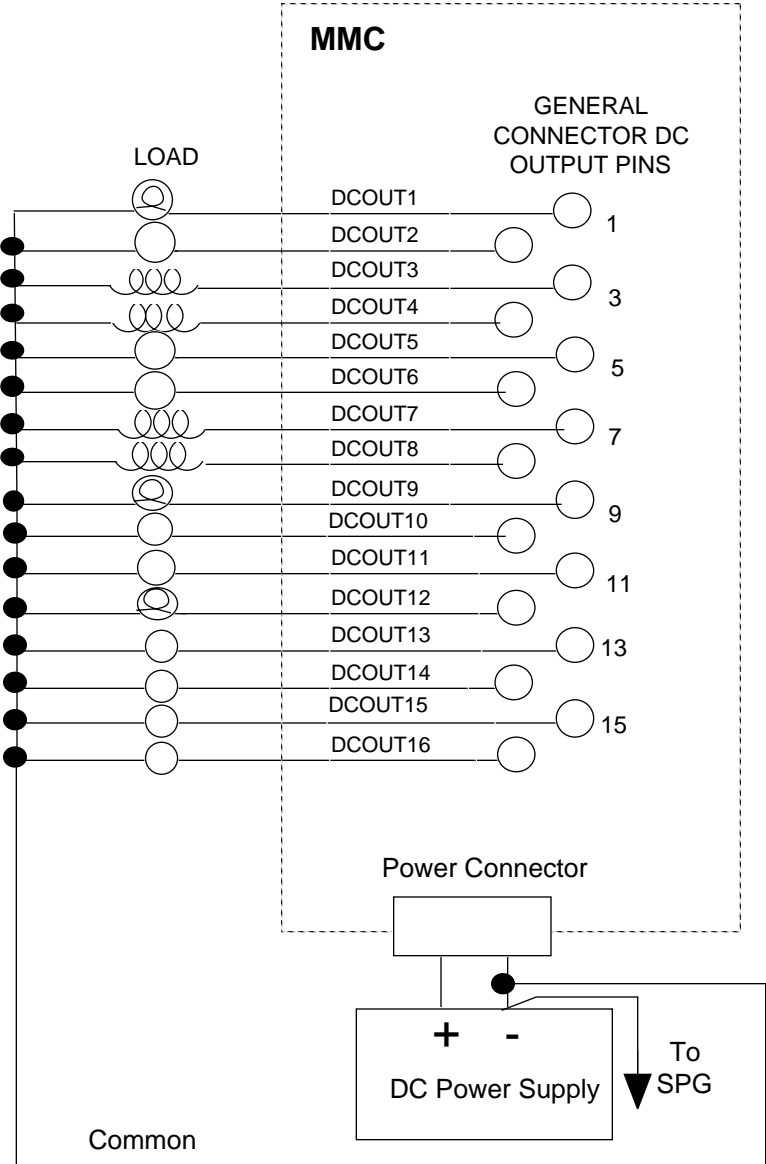 MMC
GENERAL
CONNECTOR DC
OUTPUT PINS
LOAD
DCOUT1
1
DCOUT2
DCOUT3
3
DCOUT4
DCOUT5
5
DCOUT6
DCOUT7
7
DCOUT8
DCOUT9
9
DCOUT10
DCOUT11
11
DCOUT12
DCOUT13
13
DCOUT14
DCOUT15
15
DCOUT16
Power Connector
+ -
DC Power Supply
To
SPG
Common